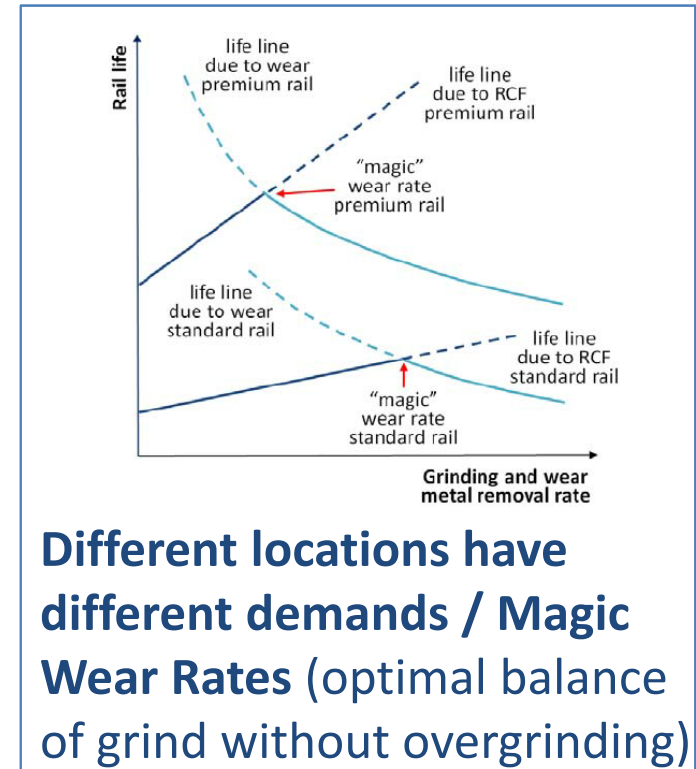 Rail life
life line
due to wear
premium rail
life line
due to RCF
premium rail
“magic”
wear rate
premium rail
life line
due to wear
standard rail
life line
due to RCF
standard rail
“magic”
wear rate
standard rail
Grinding and wear
metal removal rate
Different locations have
different demands / Magic
Wear Rates (optimal balance
of grind without overgrinding)